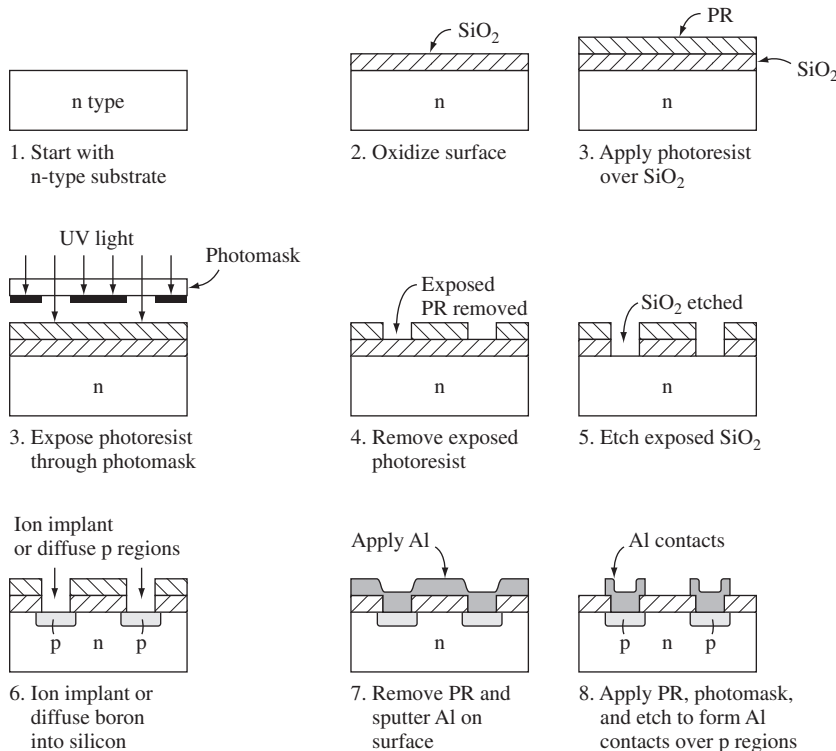 n type
1. Start with
n-type substrate
SiO₂
n
2. Oxidize surface
PR
SiO₂
n
3. Apply photoresist
over SiO₂
UV light
Photomask
n
3. Expose photoresist
through photomask
Exposed
PR removed
n
4. Remove exposed
photoresist
SiO₂ etched
n
5. Etch exposed SiO₂
Ion implant
or diffuse p regions
p n p
6. Ion implant or
diffuse boron
into silicon
Apply Al
n
7. Remove PR and
sputter Al on
surface
Al contacts
p n p
8. Apply PR, photomask,
and etch to form Al
contacts over p regions